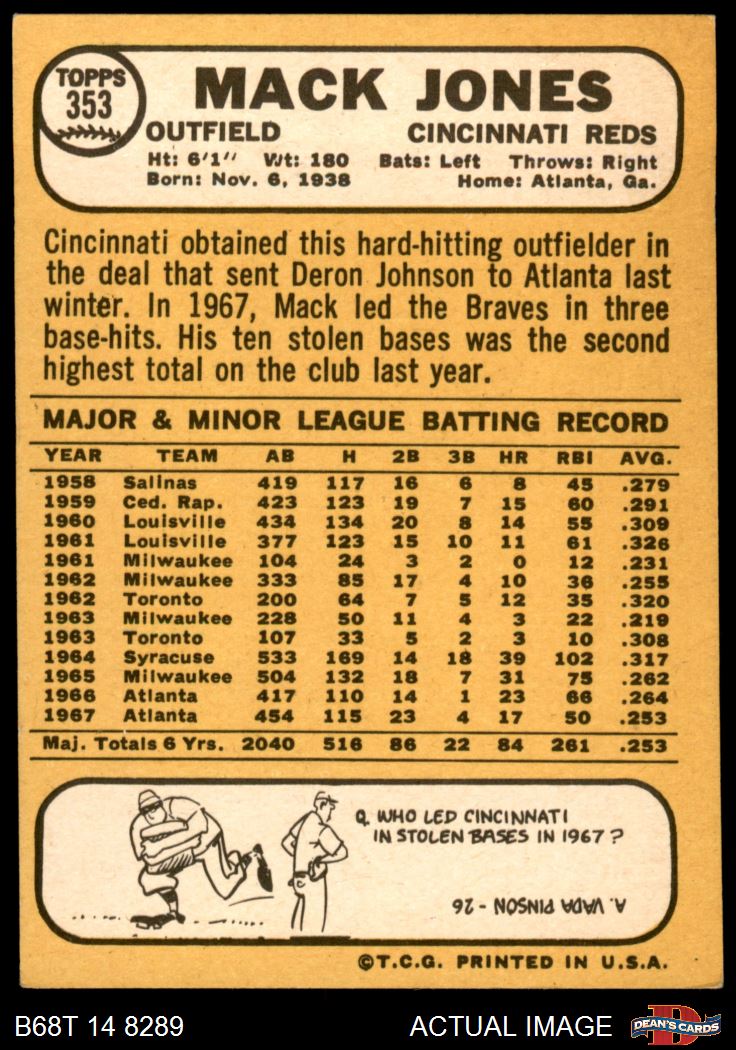 TOPPS
353
MACK JONES
OUTFIELD CINCINNATI REDS
Ht: 6'1" Wt: 180 Bats: Left Throws: Right
Born: Nov. 6, 1938 Home: Atlanta, Ga.
Cincinnati obtained this hard-hitting outfielder in
the deal that sent Deron Johnson to Atlanta last
winter. In 1967, Mack led the Braves in three
base-hits. His ten stolen bases was the second
highest total on the club last year.
MAJOR & MINOR LEAGUE BATTING RECORD
YEAR TEAM AB H 2B 3B HR RBI AVG.
1958 Salinas 419 117 16 6 8 45 .279
1959 Ced. Rap. 423 123 19 7 15 60 .291
1960 Louisville 434 134 20 8 14 55 .309
1961 Louisville 377 123 15 10 11 61 .326
1961 Milwaukee 104 24 3 2 0 12 .231
1962 Milwaukee 333 85 17 4 10 36 .255
1962 Toronto 200 64 7 5 12 35 .320
1963 Milwaukee 228 50 11 4 3 22 .219
1963 Toronto 107 33 5 2 3 10 .308
1964 Syracuse 533 169 14 18 39 102 .317
1965 Milwaukee 504 132 18 7 31 75 .262
1966 Atlanta 417 110 14 1 23 66 .264
1967 Atlanta 454 115 23 4 17 50 .253
Maj. Totals 6 Yrs. 2040 516 86 22 84 261 .253
Q. WHO LED CINCINNATI
IN STOLEN BASES IN 1967?
A. VADA PINSON - 26
©T.C.G. PRINTED IN U.S.A.
B68T 14 8289 ACTUAL IMAGE DEAN'S CARDS